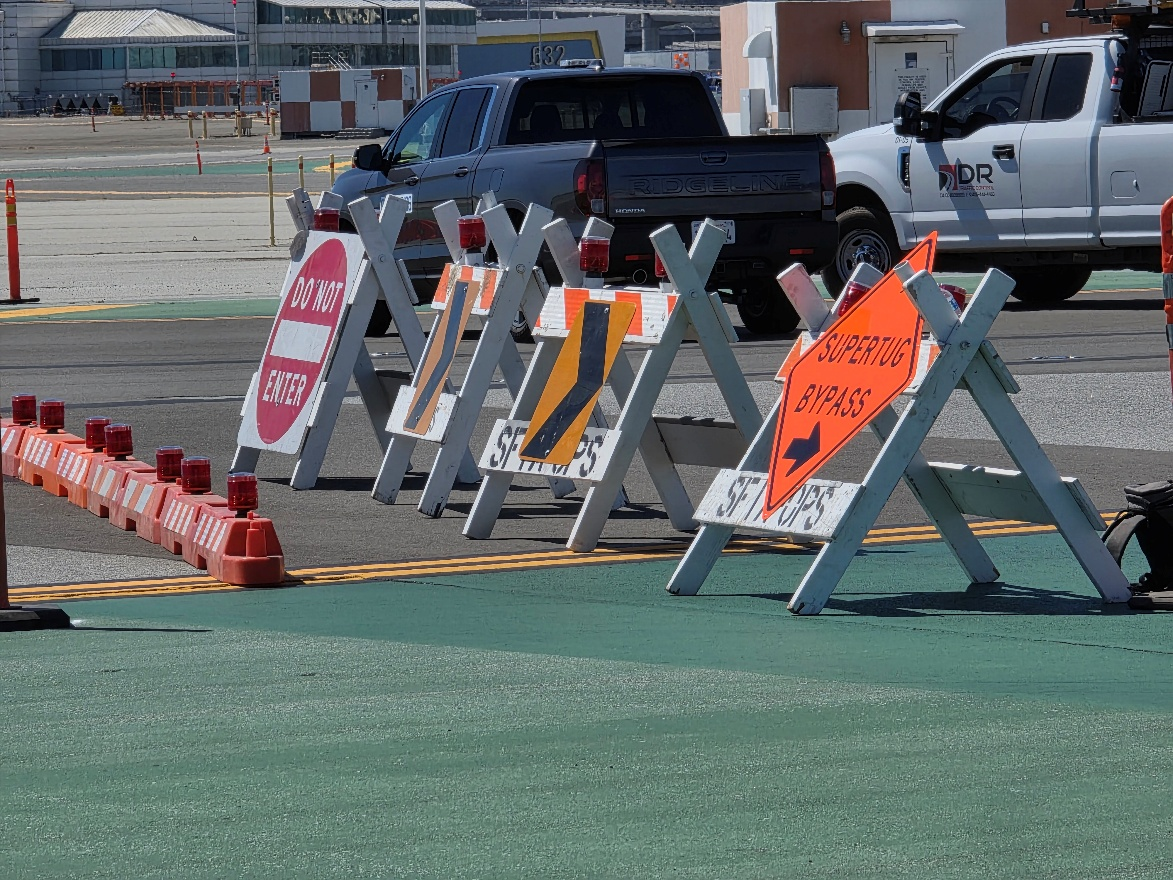 632
DR
RIDGELINE
HONDA
DO NOT
ENTER
SUPERTUG
BYPASS